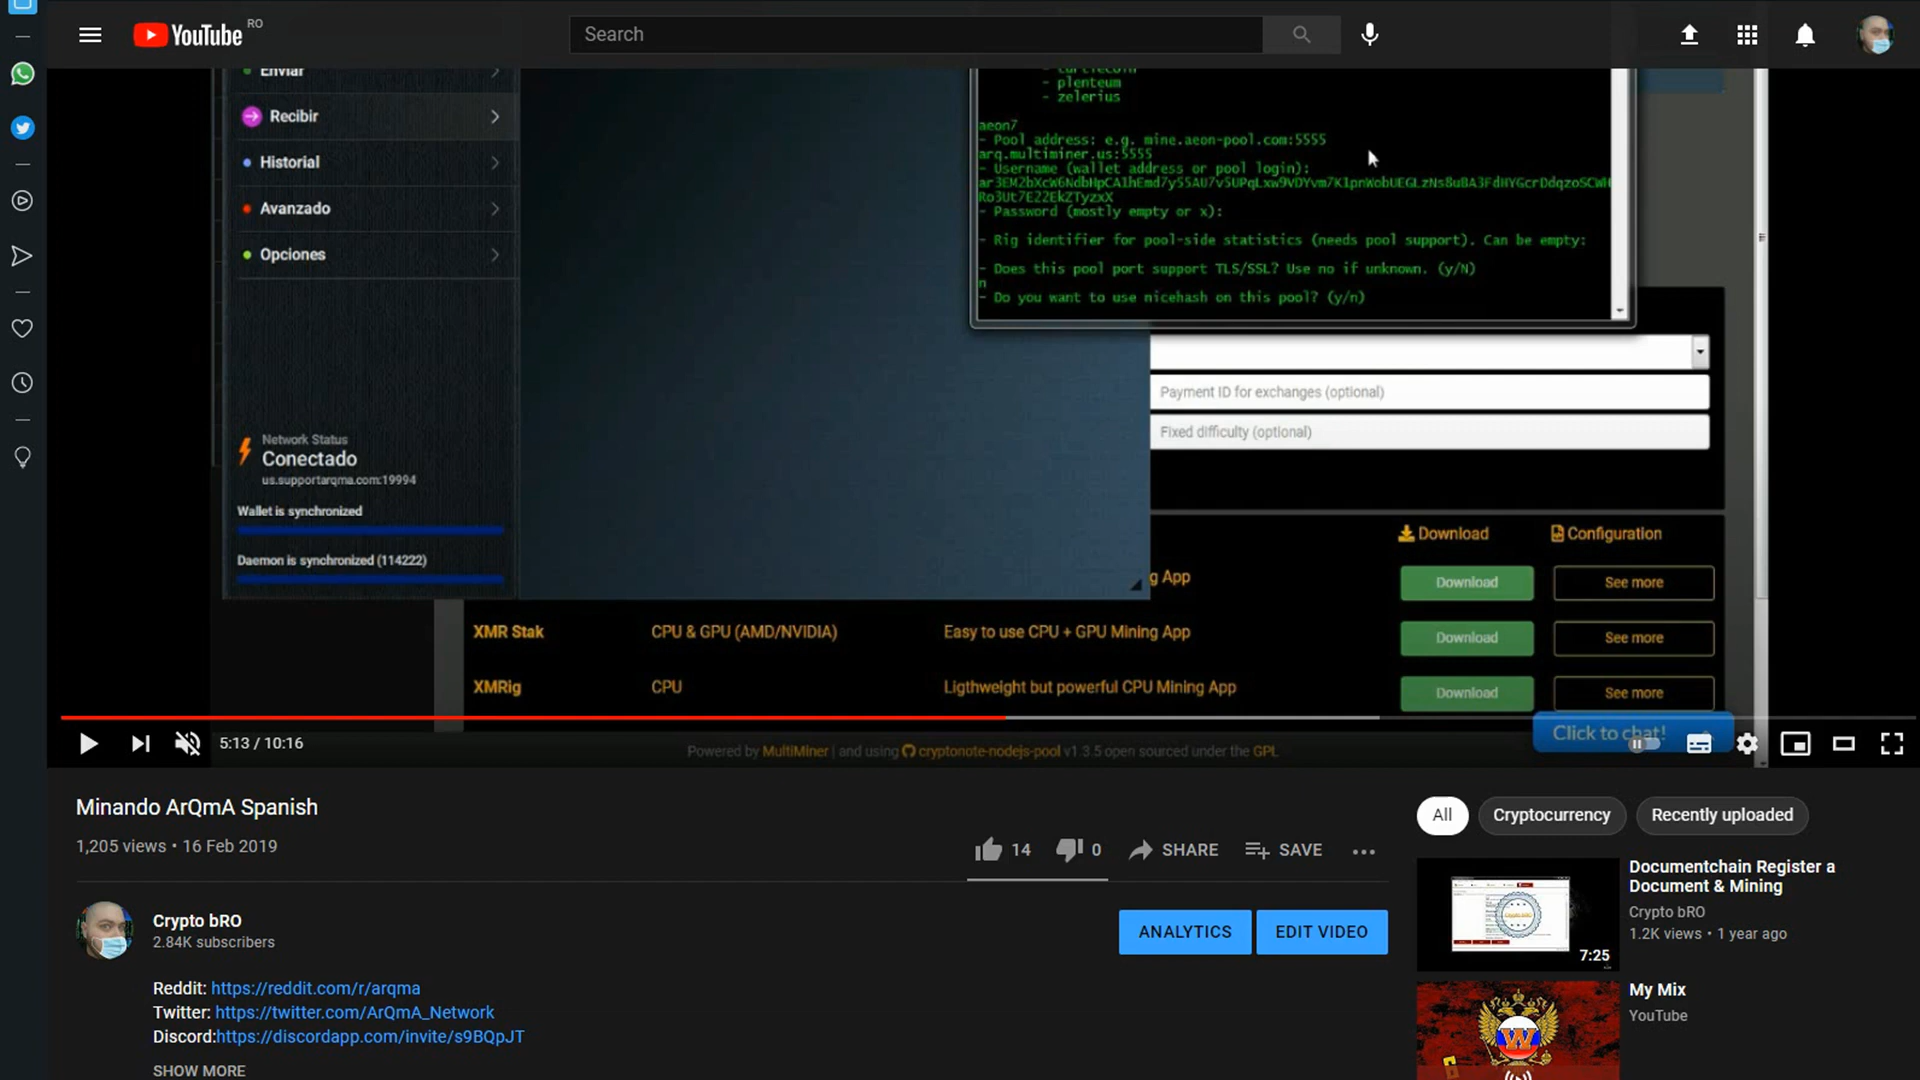 YouTube RO
Search
Enviar
Recibir
Historial
Avanzado
Opciones
Network Status
Conectado
us.supportarqma.com:19994
Wallet is synchronized
Daemon is synchronized (114222)
- turtlecoin
- plenteum
- zelerius
aeon7
- Pool address: e.g. mine.aeon-pool.com:5555
arq.multiminer.us:5555
- Username (wallet address or pool login):
Ro3Ut7E22EkZTyzxX
- Password (mostly empty or x):
- Rig identifier for pool-side statistics (needs pool support). Can be empty:
- Does this pool port support TLS/SSL? Use no if unknown. (y/N)
n
- Do you want to use nicehash on this pool? (y/n)
Payment ID for exchanges (optional)
Fixed difficulty (optional)
Download Configuration
g App Download See more
XMR Stak CPU & GPU (AMD/NVIDIA) Easy to use CPU + GPU Mining App Download See more
XMRig CPU Ligthweight but powerful CPU Mining App Download See more
Click to chat!
5:13 / 10:16
Powered by MultiMiner | and using cryptonote-nodejs-pool v1.3.5 open sourced under the GPL
Minando ArQmA Spanish
1,205 views • 16 Feb 2019
14 0 SHARE SAVE
Crypto bRO
2.84K subscribers
ANALYTICS EDIT VIDEO
Reddit: https://reddit.com/r/arqma
Twitter: https://twitter.com/ArQmA_Network
Discord:https://discordapp.com/invite/s9BQpJT
SHOW MORE
All Cryptocurrency Recently uploaded
Documentchain Register a
Document & Mining
Crypto bRO
1.2K views • 1 year ago
7:25
My Mix
YouTube
W